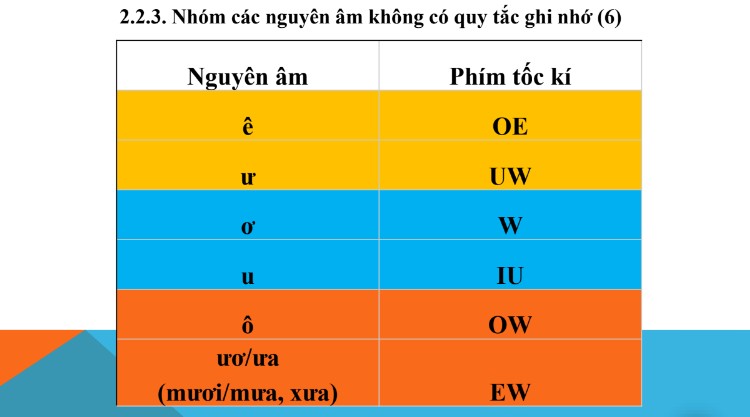 2.2.3. Nhóm các nguyên âm không có quy tắc ghi nhớ (6)
Nguyên âm Phím tốc kí
ê OE
ư UW
ơ W
u IU
ô OW
ươ/ưa
(mươi/mưa, xưa) EW